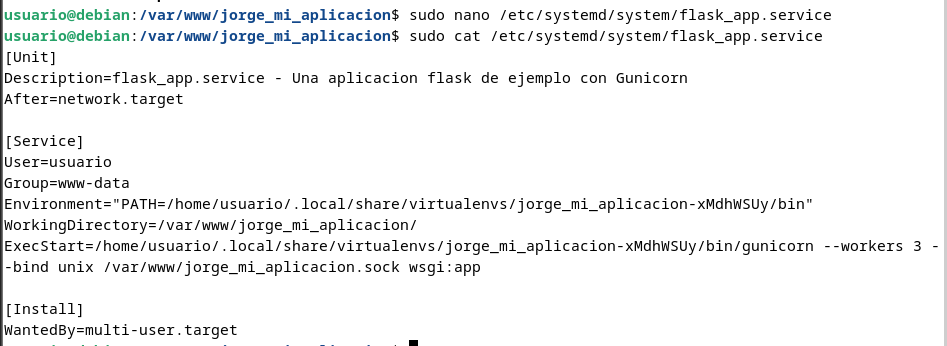 usuario@debian:/var/www/jorge_mi_aplicacion$ sudo nano /etc/systemd/system/flask_app.service
usuario@debian:/var/www/jorge_mi_aplicacion$ sudo cat /etc/systemd/system/flask_app.service
[Unit]
Description=flask_app.service - Una aplicacion flask de ejemplo con Gunicorn
After=network.target

[Service]
User=usuario
Group=www-data
Environment="PATH=/home/usuario/.local/share/virtualenvs/jorge_mi_aplicacion-xMdhWSUy/bin"
WorkingDirectory=/var/www/jorge_mi_aplicacion/
ExecStart=/home/usuario/.local/share/virtualenvs/jorge_mi_aplicacion-xMdhWSUy/bin/gunicorn --workers 3 -
-bind unix /var/www/jorge_mi_aplicacion.sock wsgi:app

[Install]
WantedBy=multi-user.target